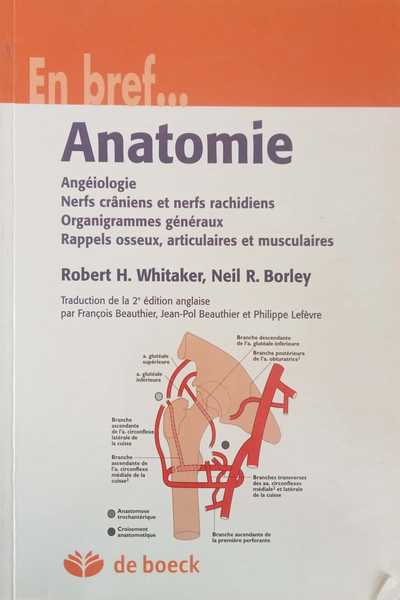 En bref...
Anatomie
Angéiologie
Nerfs crâniens et nerfs rachidiens
Organigrammes généraux
Rappels osseux, articulaires et musculaires
Robert H. Whitaker, Neil R. Borley
Traduction de la 2e édition anglaise
par François Beauthier, Jean-Pol Beauthier et Philippe Lefèvre
Branche descendante
de l'a. glutéale inférieure
a. glutéale
supérieure
Branche postérieure
de l'a. obturatrice¹
a. glutéale
inférieure
Branche
ascendante
de l'a. circonflexe
latérale de
la cuisse
Branche
ascendante de
l'a. circonflexe
médiale de la
cuisse²
Branches transverses
des aa. circonflexes
médiale² et latérale
de la cuisse
Anastomose
trochantérique
Croisement
anastomotique
Branche ascendante de
la première perforante
de boeck